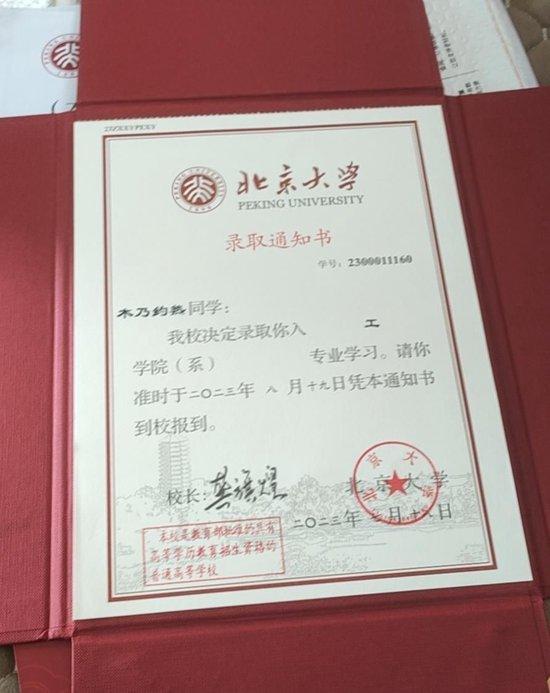 北京大学
PEKING UNIVERSITY
录取通知书
学号：2300011160
同学：
我校决定录取你入 工
学院（系） 专业学习。请你
准时于二〇二三年 八 月十九日凭本通知书
到校报到。
校长：龚旗煌
北京大学
二〇二三年 月十八日
本校是教育部批准的具有
高等学历教育招生资格的
普通高等学校